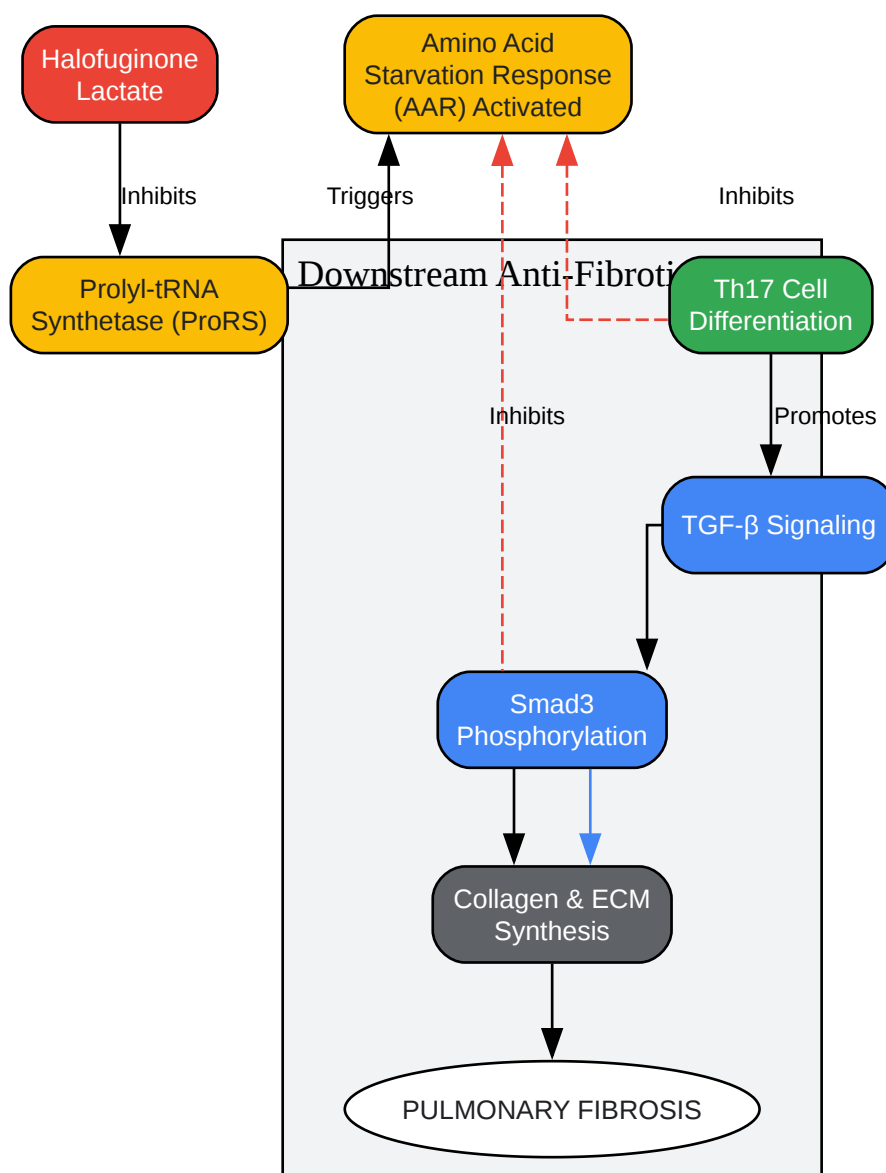 Halofuginone
Lactate
Amino Acid
Starvation Response
(AAR) Activated
Inhibits
Triggers
Inhibits
Downstream Anti-Fibroti
Prolyl-tRNA
Synthetase (ProRS)
Th17 Cell
Differentiation
Inhibits
Promotes
TGF-β Signaling
Smad3
Phosphorylation
Collagen & ECM
Synthesis
PULMONARY FIBROSIS